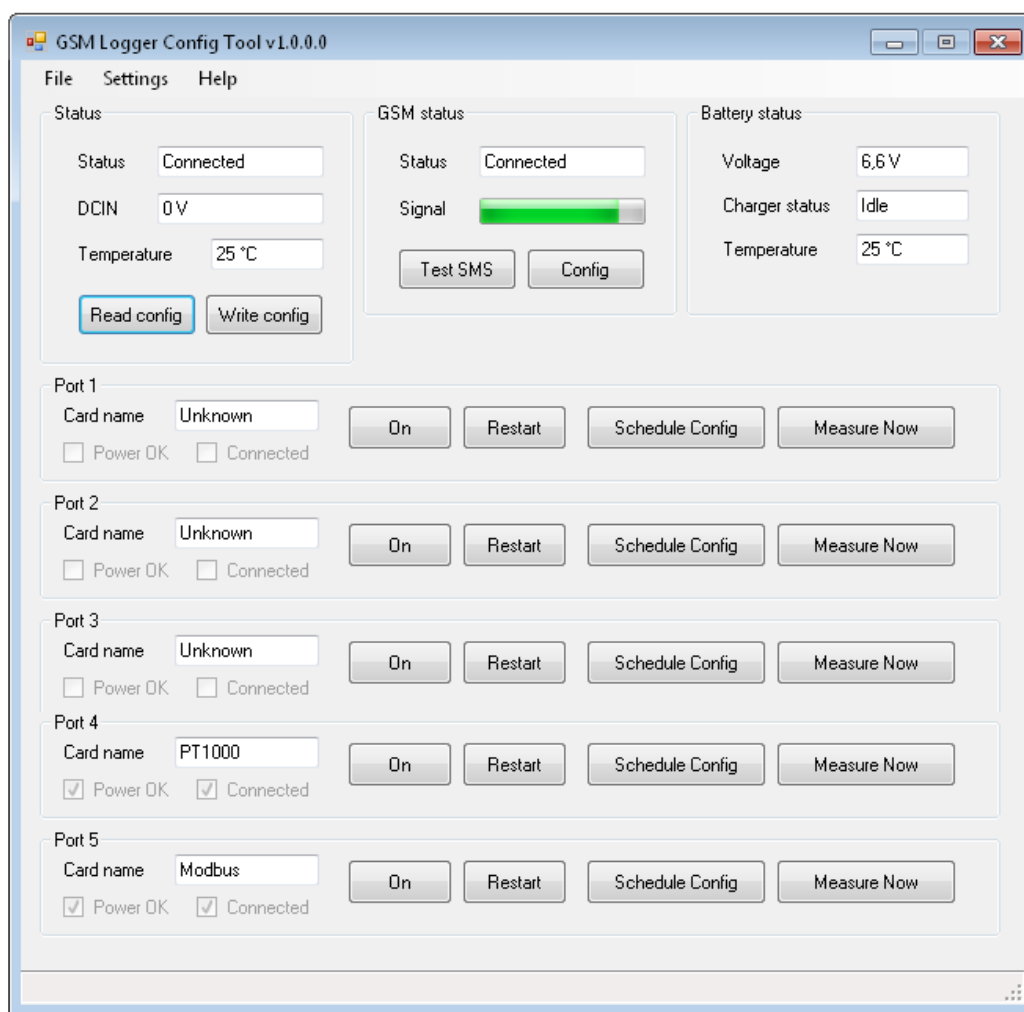 GSM Logger Config Tool v1.0.0.0
File Settings Help
Status
Status Connected
DCIN 0 V
Temperature 25 °C
Read config Write config
GSM status
Status Connected
Signal
Test SMS Config
Battery status
Voltage 6,6 V
Charger status Idle
Temperature 25 °C
Port 1
Card name Unknown
On Restart Schedule Config Measure Now
Power OK Connected
Port 2
Card name Unknown
On Restart Schedule Config Measure Now
Power OK Connected
Port 3
Card name Unknown
On Restart Schedule Config Measure Now
Power OK Connected
Port 4
Card name PT1000
On Restart Schedule Config Measure Now
Power OK Connected
Port 5
Card name Modbus
On Restart Schedule Config Measure Now
Power OK Connected